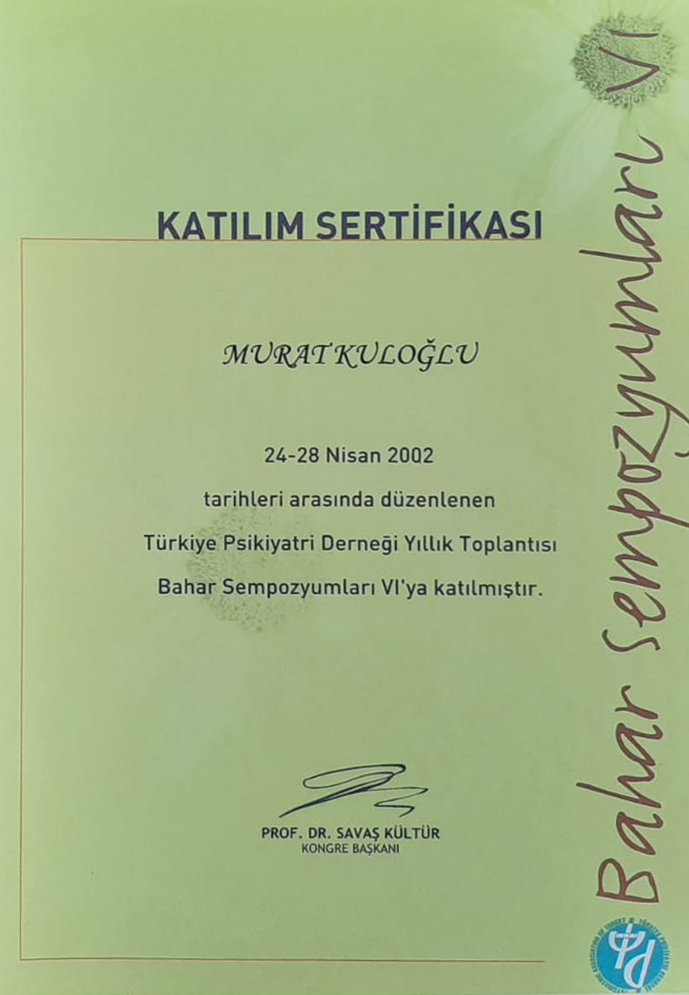 KATILIM SERTİFİKASI
MURAT KULOĞLU
24-28 Nisan 2002
tarihleri arasında düzenlenen
Türkiye Psikiyatri Derneği Yıllık Toplantısı
Bahar Sempozyumları VI'ya katılmıştır.
PROF. DR. SAVAŞ KÜLTÜR
KONGRE BAŞKANI
Bahar Sempozyumları VI